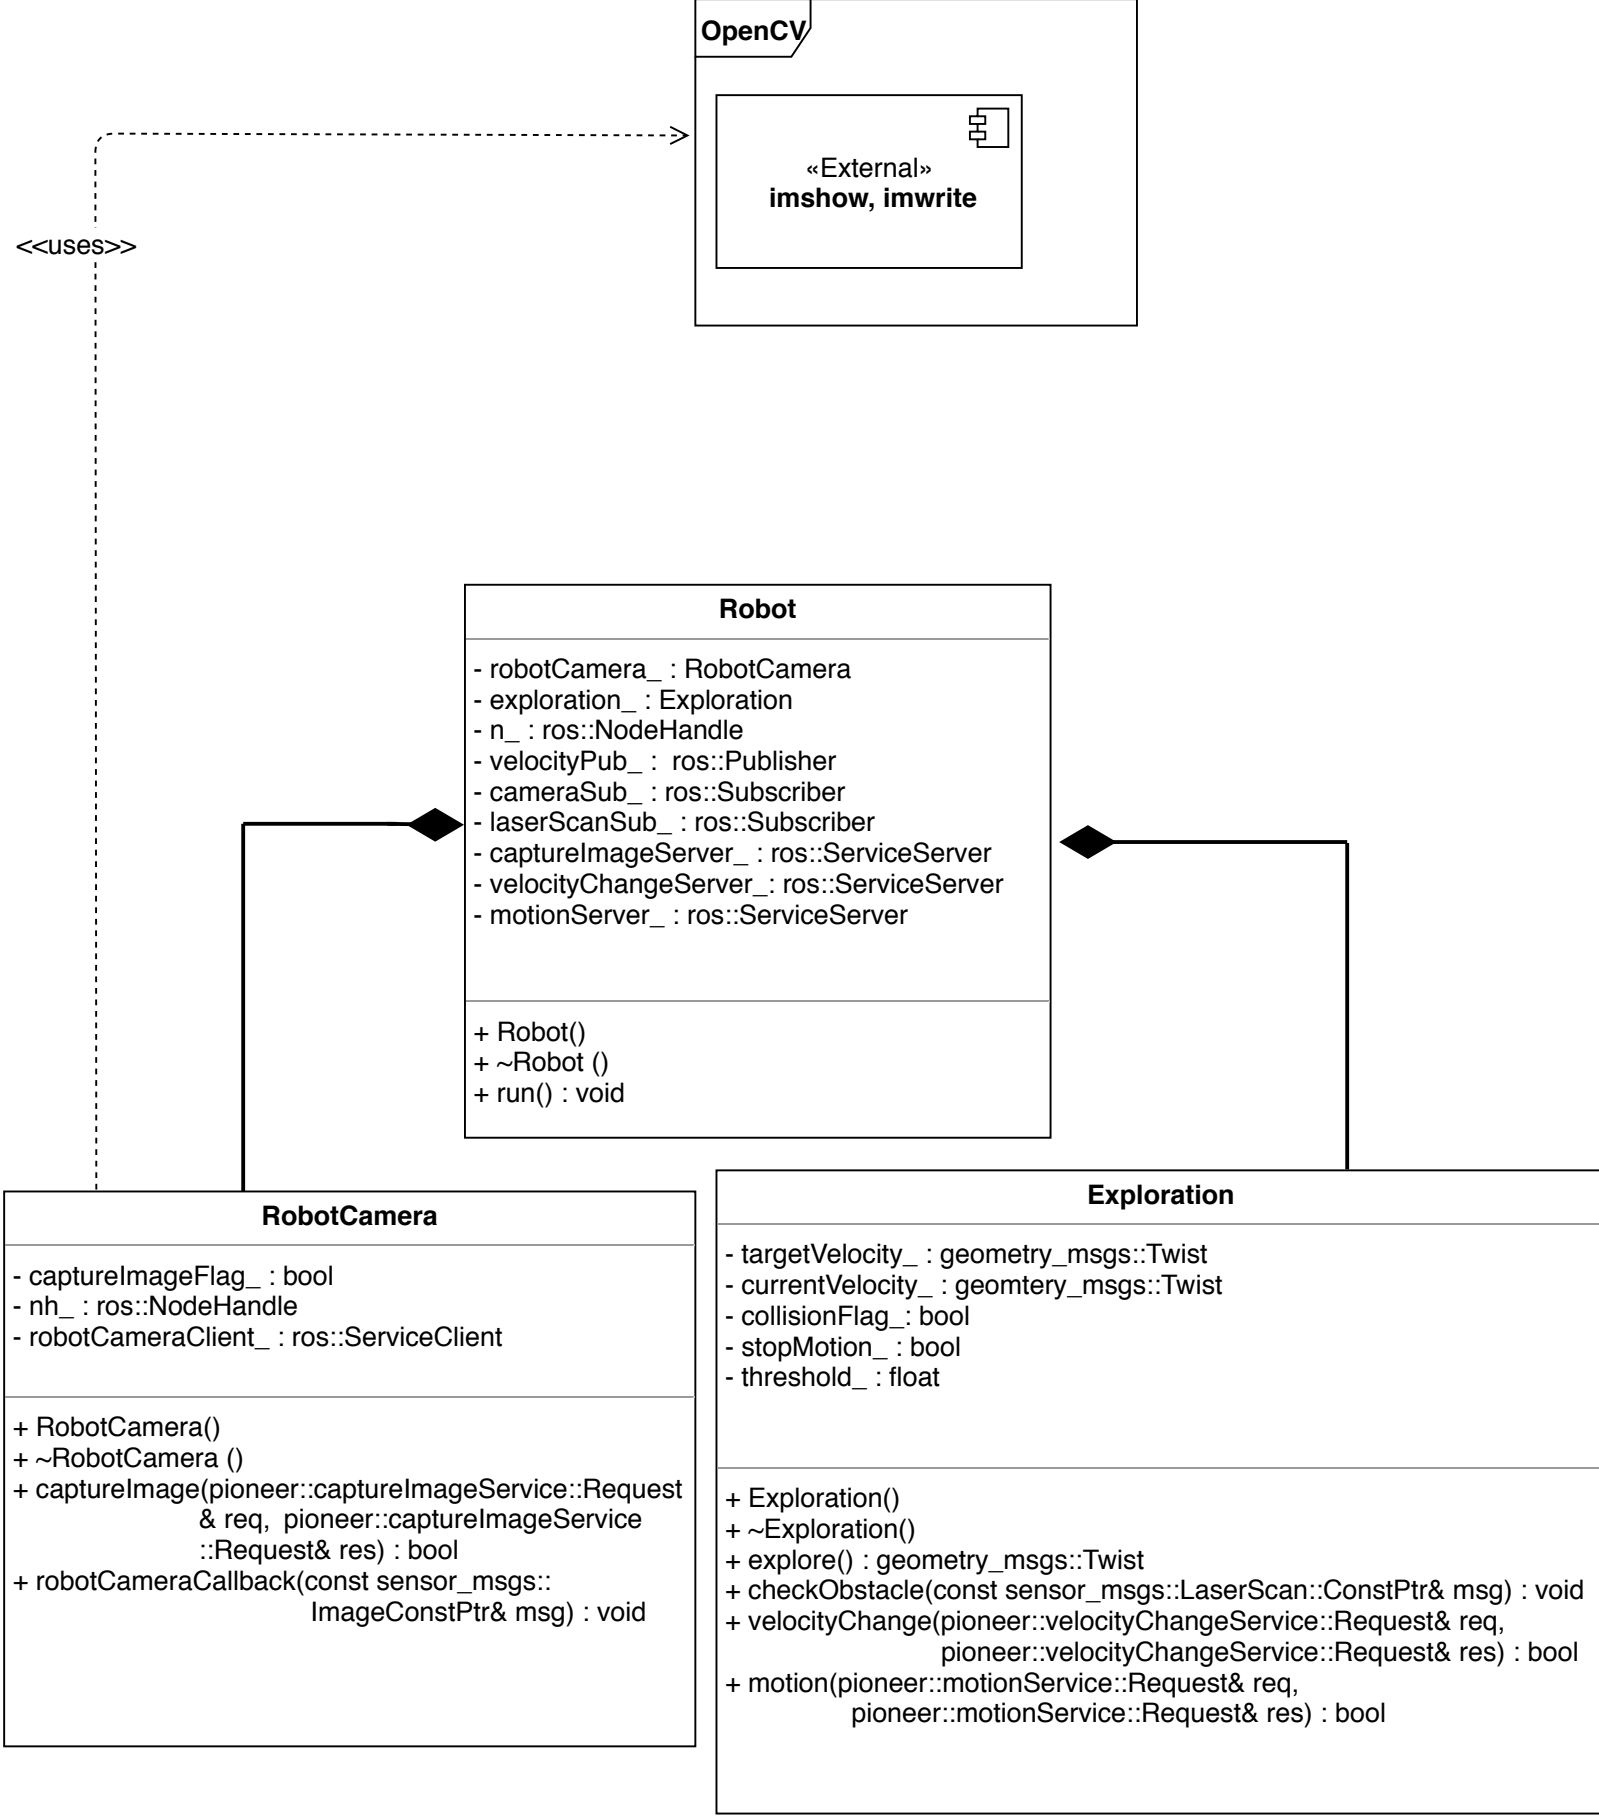 OpenCV
«External»
imshow, imwrite
<<uses>>
Robot
- robotCamera_ : RobotCamera
- exploration_ : Exploration
- n_ : ros::NodeHandle
- velocityPub_ :  ros::Publisher
- cameraSub_ : ros::Subscriber
- laserScanSub_ : ros::Subscriber
- captureImageServer_ : ros::ServiceServer
- velocityChangeServer_: ros::ServiceServer
- motionServer_ : ros::ServiceServer
+ Robot()
+ ~Robot ()
+ run() : void
RobotCamera
- captureImageFlag_ : bool
- nh_ : ros::NodeHandle
- robotCameraClient_ : ros::ServiceClient
+ RobotCamera()
+ ~RobotCamera ()
+ captureImage(pioneer::captureImageService::Request
& req,  pioneer::captureImageService
::Request& res) : bool
+ robotCameraCallback(const sensor_msgs::
ImageConstPtr& msg) : void
Exploration
- targetVelocity_ : geometry_msgs::Twist
- currentVelocity_ : geomtery_msgs::Twist
- collisionFlag_: bool
- stopMotion_ : bool
- threshold_ : float
+ Exploration()
+ ~Exploration()
+ explore() : geometry_msgs::Twist
+ checkObstacle(const sensor_msgs::LaserScan::ConstPtr& msg) : void
+ velocityChange(pioneer::velocityChangeService::Request& req,
pioneer::velocityChangeService::Request& res) : bool
+ motion(pioneer::motionService::Request& req,
pioneer::motionService::Request& res) : bool